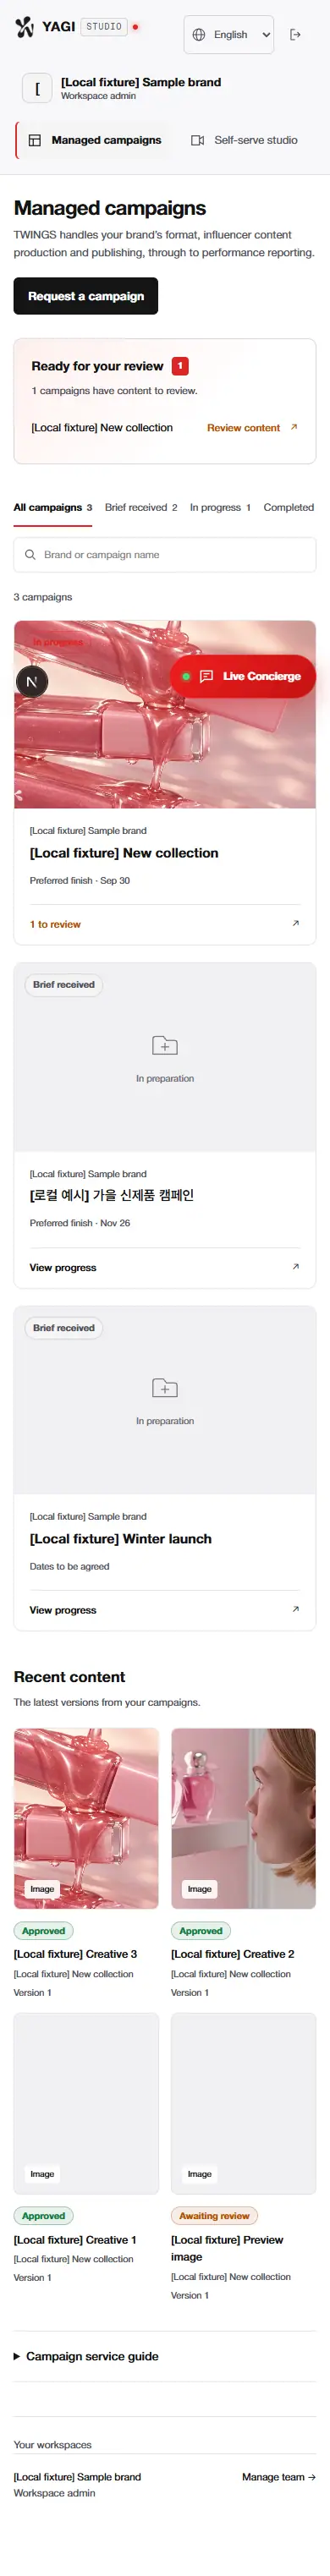 YAGI STUDIO
English
[
[Local fixture] Sample brand
Workspace admin
Managed campaigns
Self-serve studio
Managed campaigns
TWINGS handles your brand's format, influencer content
production and publishing, through to performance reporting.
Request a campaign
Ready for your review 1
1 campaigns have content to review.
[Local fixture] New collection
Review content ↗
All campaigns 3
Brief received 2
In progress 1
Completed
Brand or campaign name
3 campaigns
In progress
N
Live Concierge
[Local fixture] Sample brand
[Local fixture] New collection
Preferred finish · Sep 30
1 to review ↗
Brief received
In preparation
[Local fixture] Sample brand
[로컬 예시] 가을 신제품 캠페인
Preferred finish · Nov 26
View progress ↗
Brief received
In preparation
[Local fixture] Sample brand
[Local fixture] Winter launch
Dates to be agreed
View progress ↗
Recent content
The latest versions from your campaigns.
Image
Approved
[Local fixture] Creative 3
[Local fixture] New collection
Version 1
Image
Approved
[Local fixture] Creative 2
[Local fixture] New collection
Version 1
Image
Approved
[Local fixture] Creative 1
[Local fixture] New collection
Version 1
Image
Awaiting review
[Local fixture] Preview
image
[Local fixture] New collection
Version 1
▶ Campaign service guide
Your workspaces
[Local fixture] Sample brand
Workspace admin
Manage team →